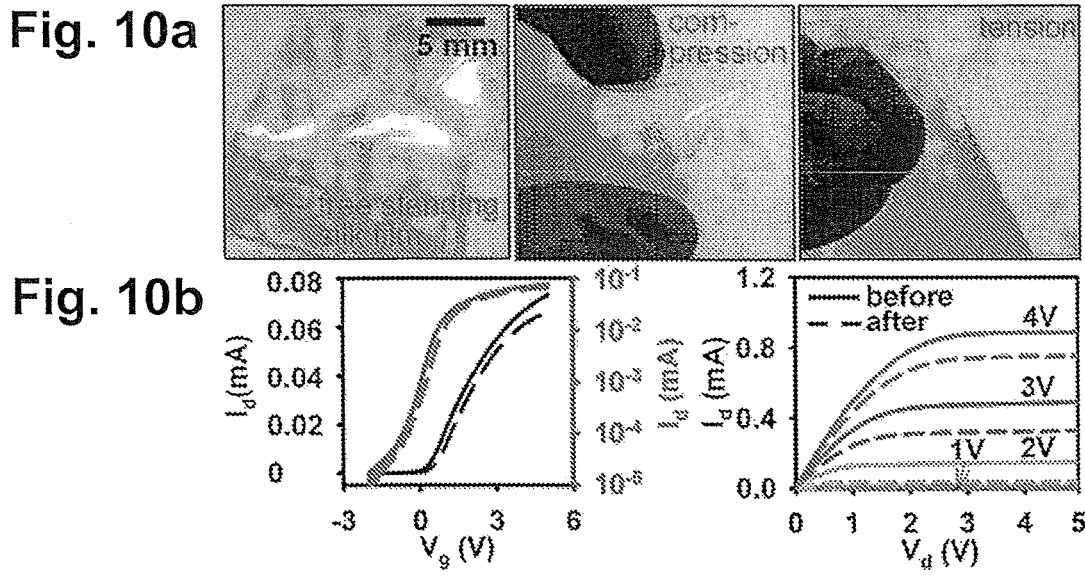 Fig. 10a
5 mm
com
pression
tension
free standing
Fig. 10b
0.08
0.06
0.04
0.02
0
I_d (mA)
10^-1
10^-2
10^-3
10^-4
10^-5
I_d (mA)
-3 0 3 6
V_g (V)
1.2
0.8
0.4
0.0
I_d (mA)
before
after
4V
3V
1V 2V
0 1 2 3 4 5
V_d (V)